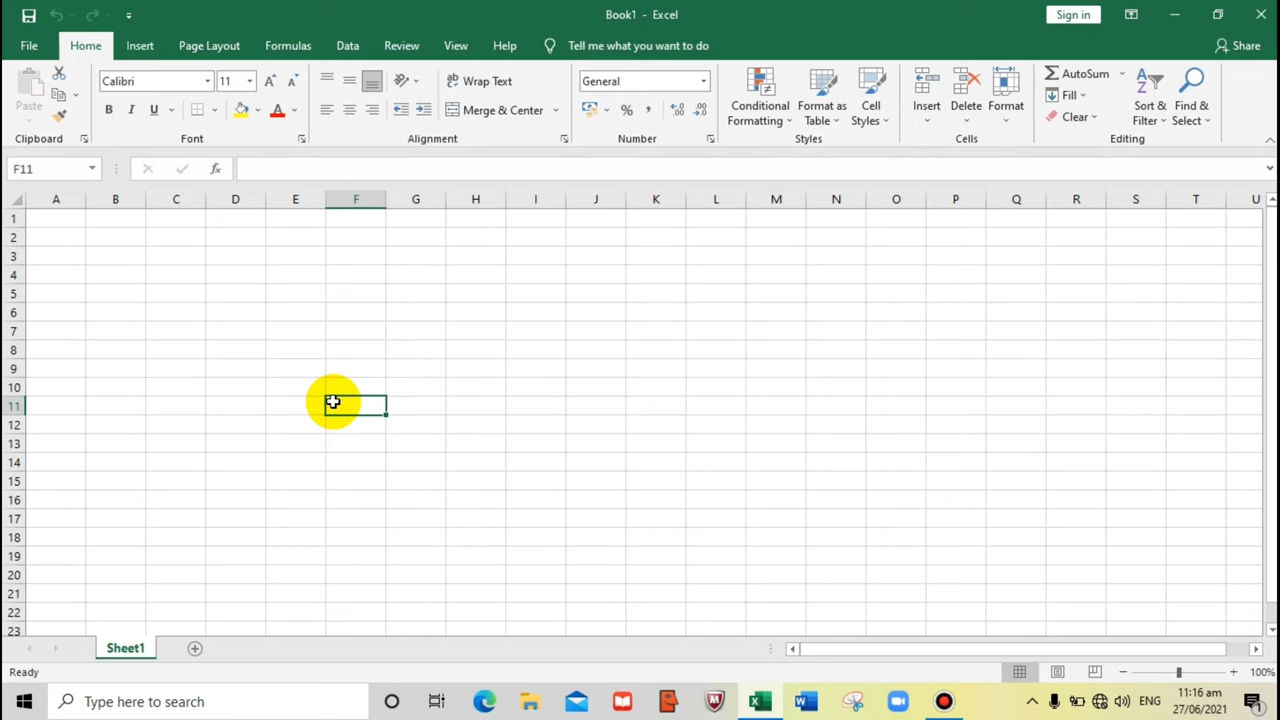 Book1 - Excel
Sign in
File Home Insert Page Layout Formulas Data Review View Help Tell me what you want to do Share
Paste
Calibri 11
B I U
A
Wrap Text
Merge & Center
General
% ,
Conditional Formatting
Format as Table
Cell Styles
Insert Delete Format
AutoSum
Fill
Clear
Sort & Filter
Find & Select
Clipboard Font Alignment Number Styles Cells Editing
F11 fx
A B C D E F G H I J K L M N O P Q R S T U
1
2
3
4
5
6
7
8
9
10
11
12
13
14
15
16
17
18
19
20
21
22
23
Sheet1
Ready 100%
Type here to search
ENG
11:16 am
27/06/2021
1